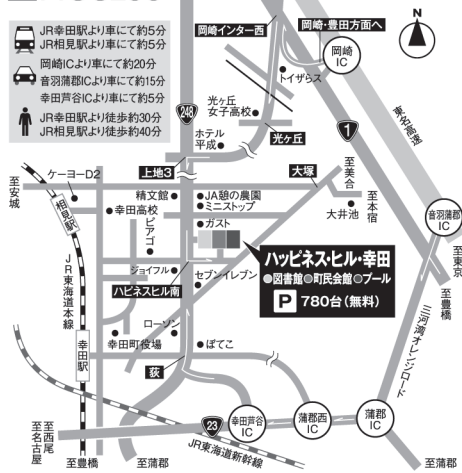 JR幸田駅より車にて約5分
JR相見駅より車にて約5分
岡崎ICより車にて約20分
音羽蒲郡ICより車にて約15分
幸田芦谷ICより車にて約5分
JR幸田駅より徒歩約30分
JR相見駅より徒歩約40分
岡崎インター西
岡崎・豊田方面へ
N
岡崎
IC
トイザらス
光ヶ丘
女子高校
248
1
東名高速
ホテル
平成
光ヶ丘
上地3
大塚
至美合
至安城
ケーヨーD2
相見駅
精文館
JA憩の農園
ミニストップ
幸田高校
ピアゴ
ガスト
大井池
至本宿
音羽蒲郡
IC
至東京
至豊橋
ハッピネス・ヒル・幸田
図書館 町民会館 プール
P 780台(無料)
ジョイフル
セブンイレブン
ハピネスヒル南
JR東海道本線
幸田駅
ローソン
幸田町役場
ぽてこ
荻
三河湾オレンジロード
23
幸田芦谷
IC
蒲郡西
IC
蒲郡
IC
至西尾
至名古屋
JR東海道新幹線
至豊橋
至蒲郡
至蒲郡